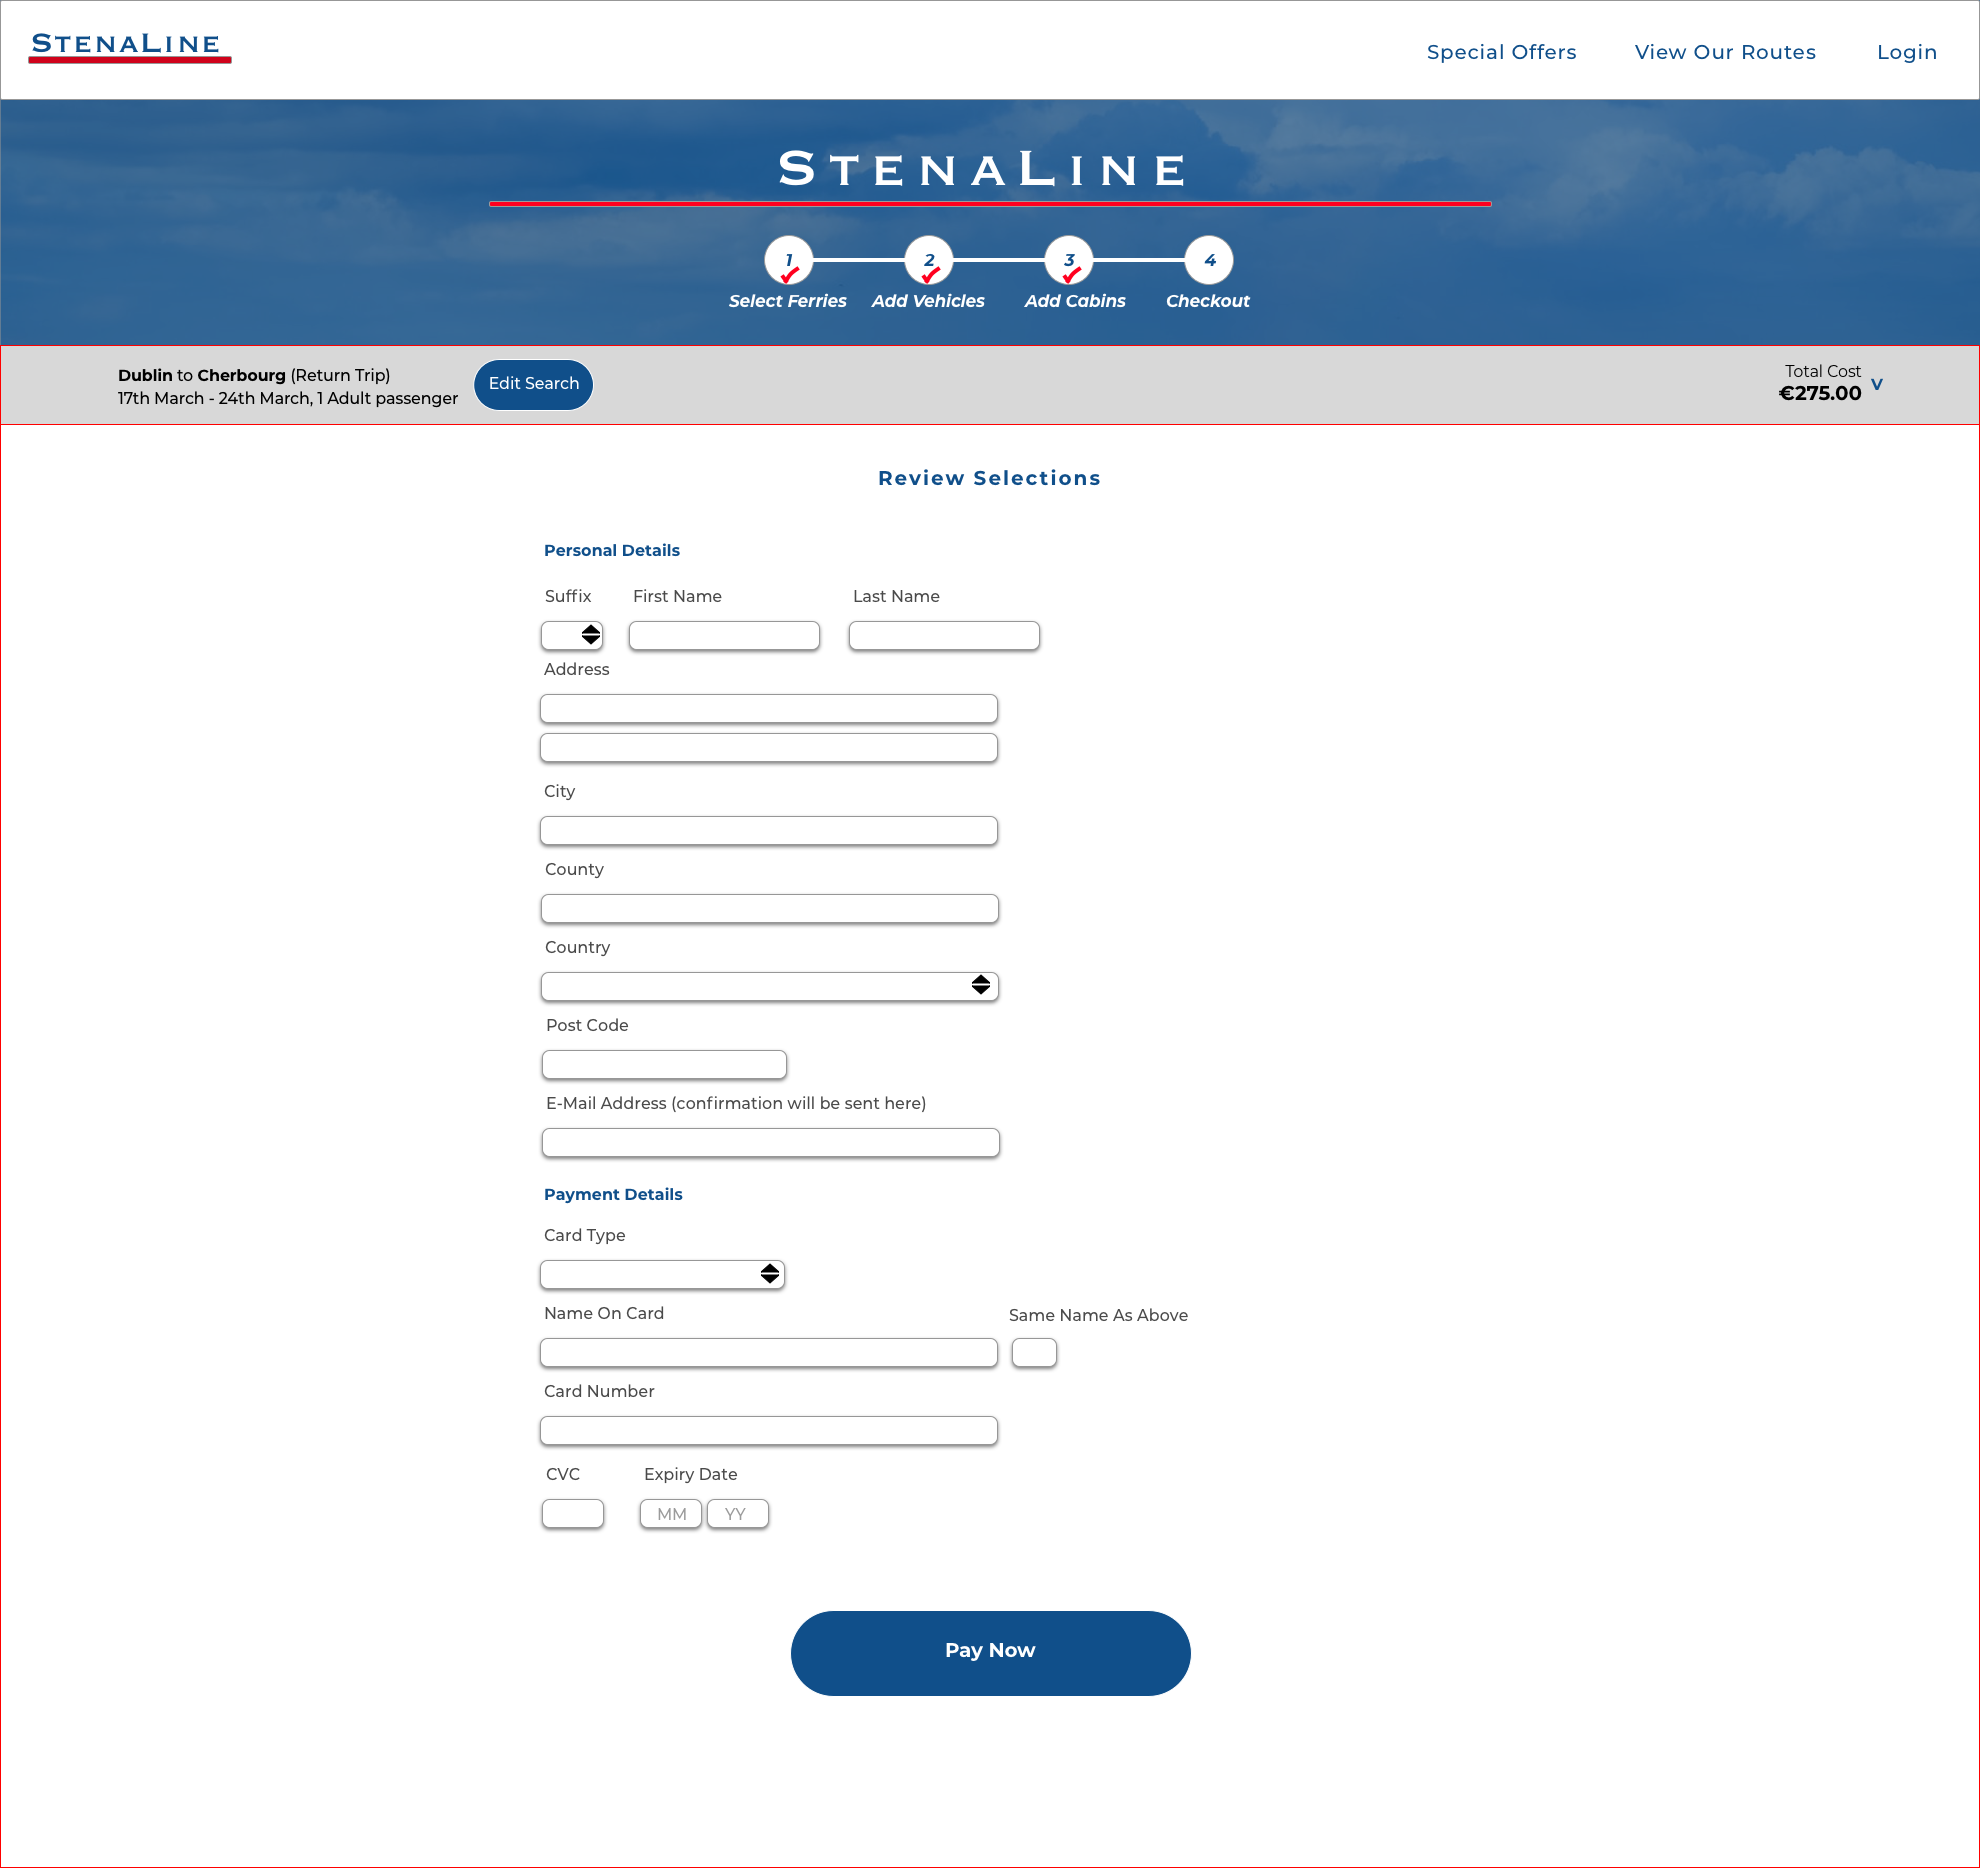 STENALINE
Special Offers
View Our Routes
Login
STENALINE
1
2
3
4
Select Ferries
Add Vehicles
Add Cabins
Checkout
Dublin to Cherbourg (Return Trip)
17th March - 24th March, 1 Adult passenger
Edit Search
Total Cost
€275.00
V
Review Selections
Personal Details
Suffix
First Name
Last Name
Address
City
County
Country
Post Code
E-Mail Address (confirmation will be sent here)
Payment Details
Card Type
Name On Card
Same Name As Above
Card Number
CVC
Expiry Date
MM
YY
Pay Now